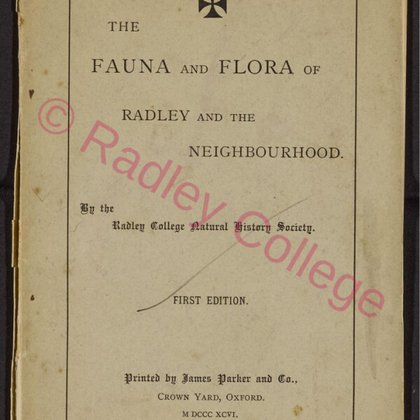 THE
FAUNA AND FLORA OF
RADLEY AND THE
NEIGHBOURHOOD.
By the
Radley College Natural History Society.
FIRST EDITION.
Printed by James Parker and Co.,
CROWN YARD, OXFORD.
M DCCC XCVI.
© Radley College